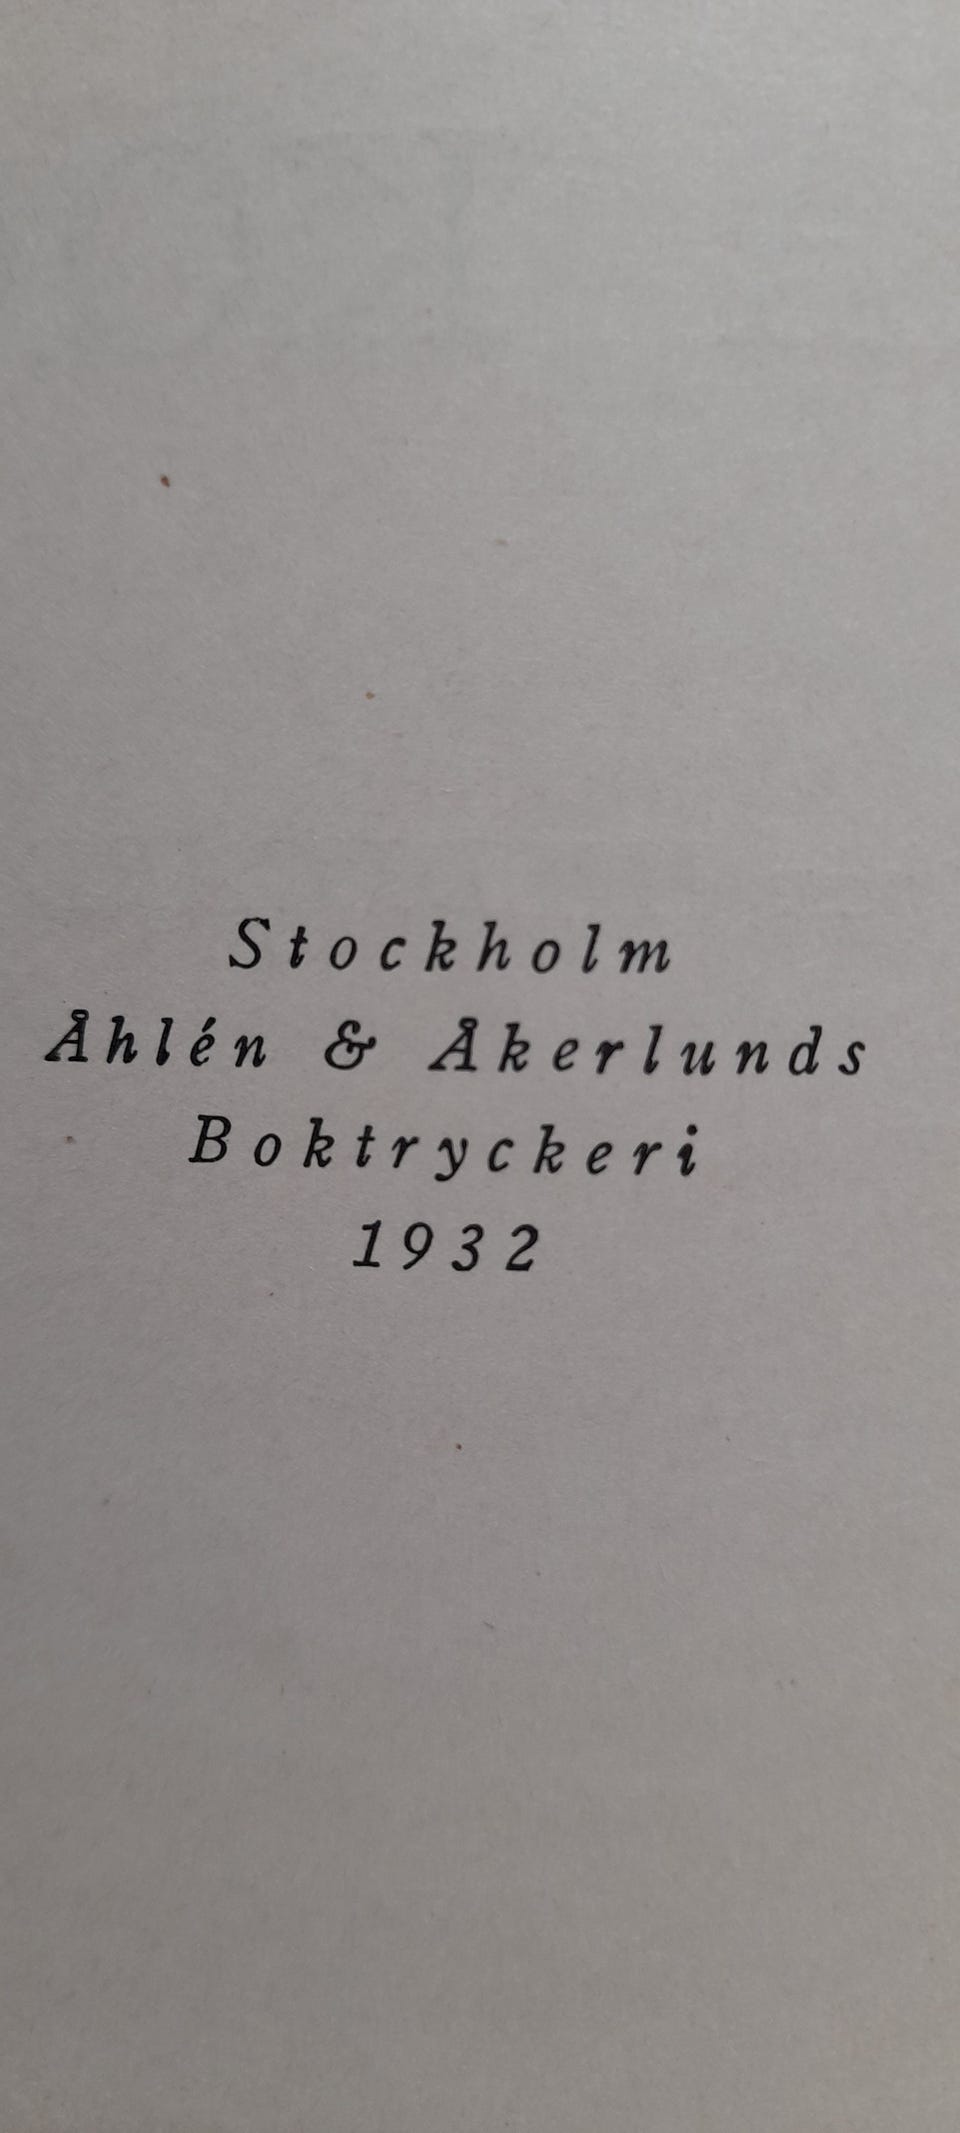 Stockholm
Åhlén & Åkerlunds
Boktryckeri
1932